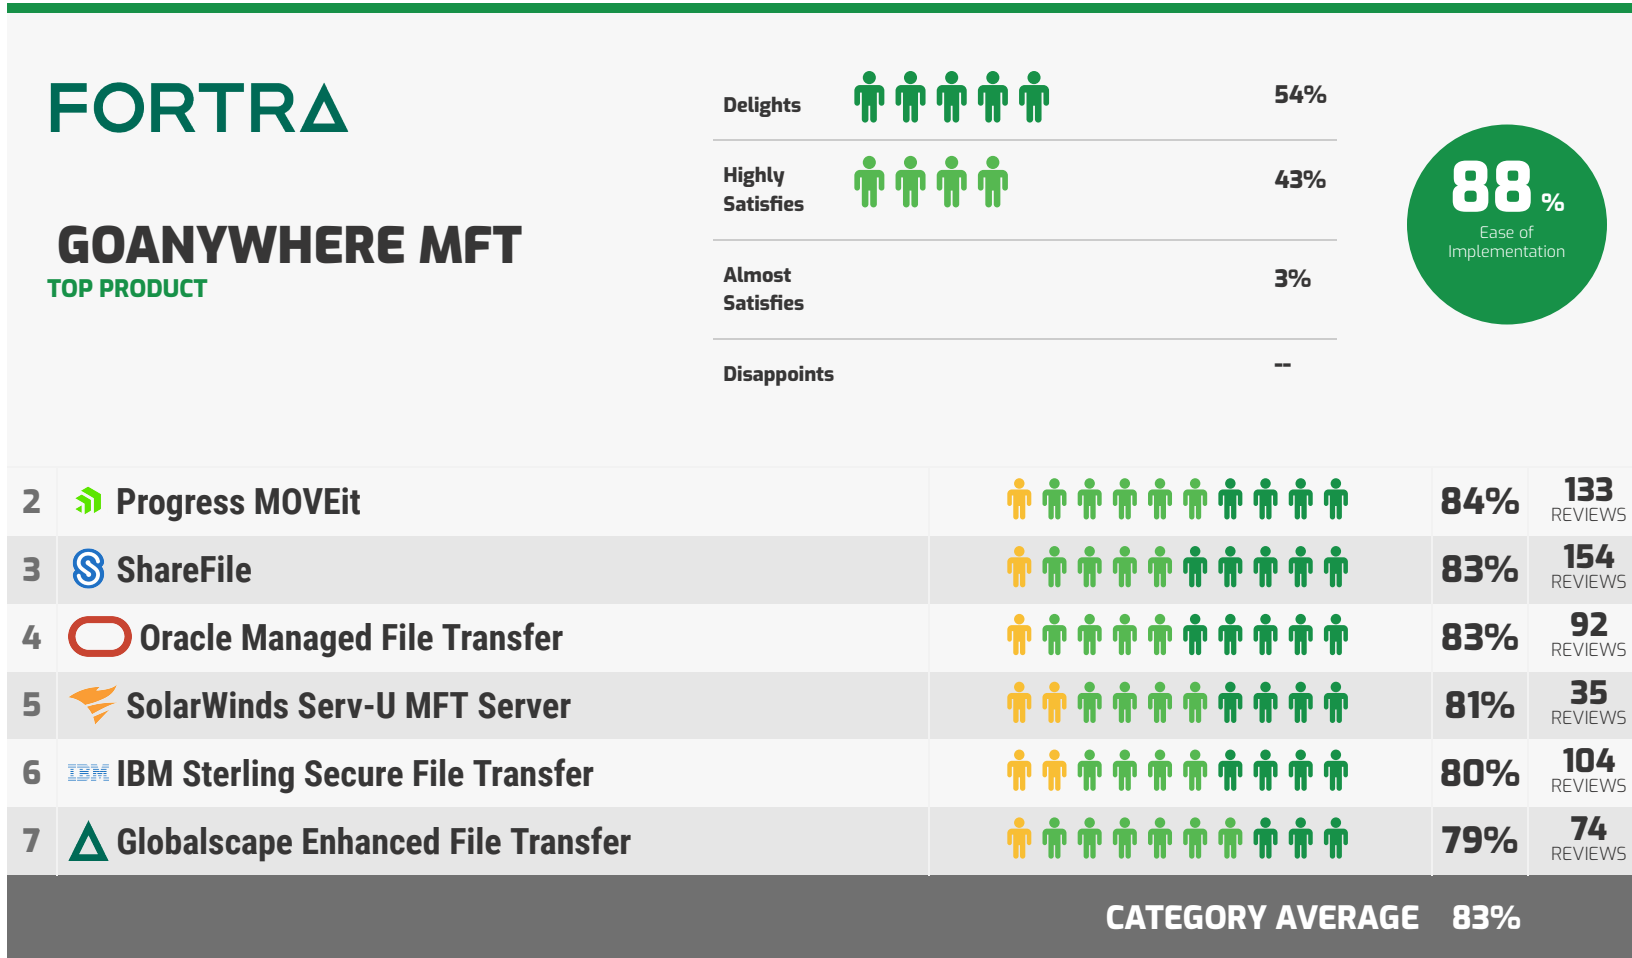 FORTRA
GOANYWHERE MFT
TOP PRODUCT
Delights 54%
Highly
Satisfies 43%
Almost
Satisfies 3%
Disappoints --
88 %
Ease of
Implementation
2 Progress MOVEit 84% 133 REVIEWS
3 ShareFile 83% 154 REVIEWS
4 Oracle Managed File Transfer 83% 92 REVIEWS
5 SolarWinds Serv-U MFT Server 81% 35 REVIEWS
6 IBM IBM Sterling Secure File Transfer 80% 104 REVIEWS
7 Globalscape Enhanced File Transfer 79% 74 REVIEWS
CATEGORY AVERAGE 83%